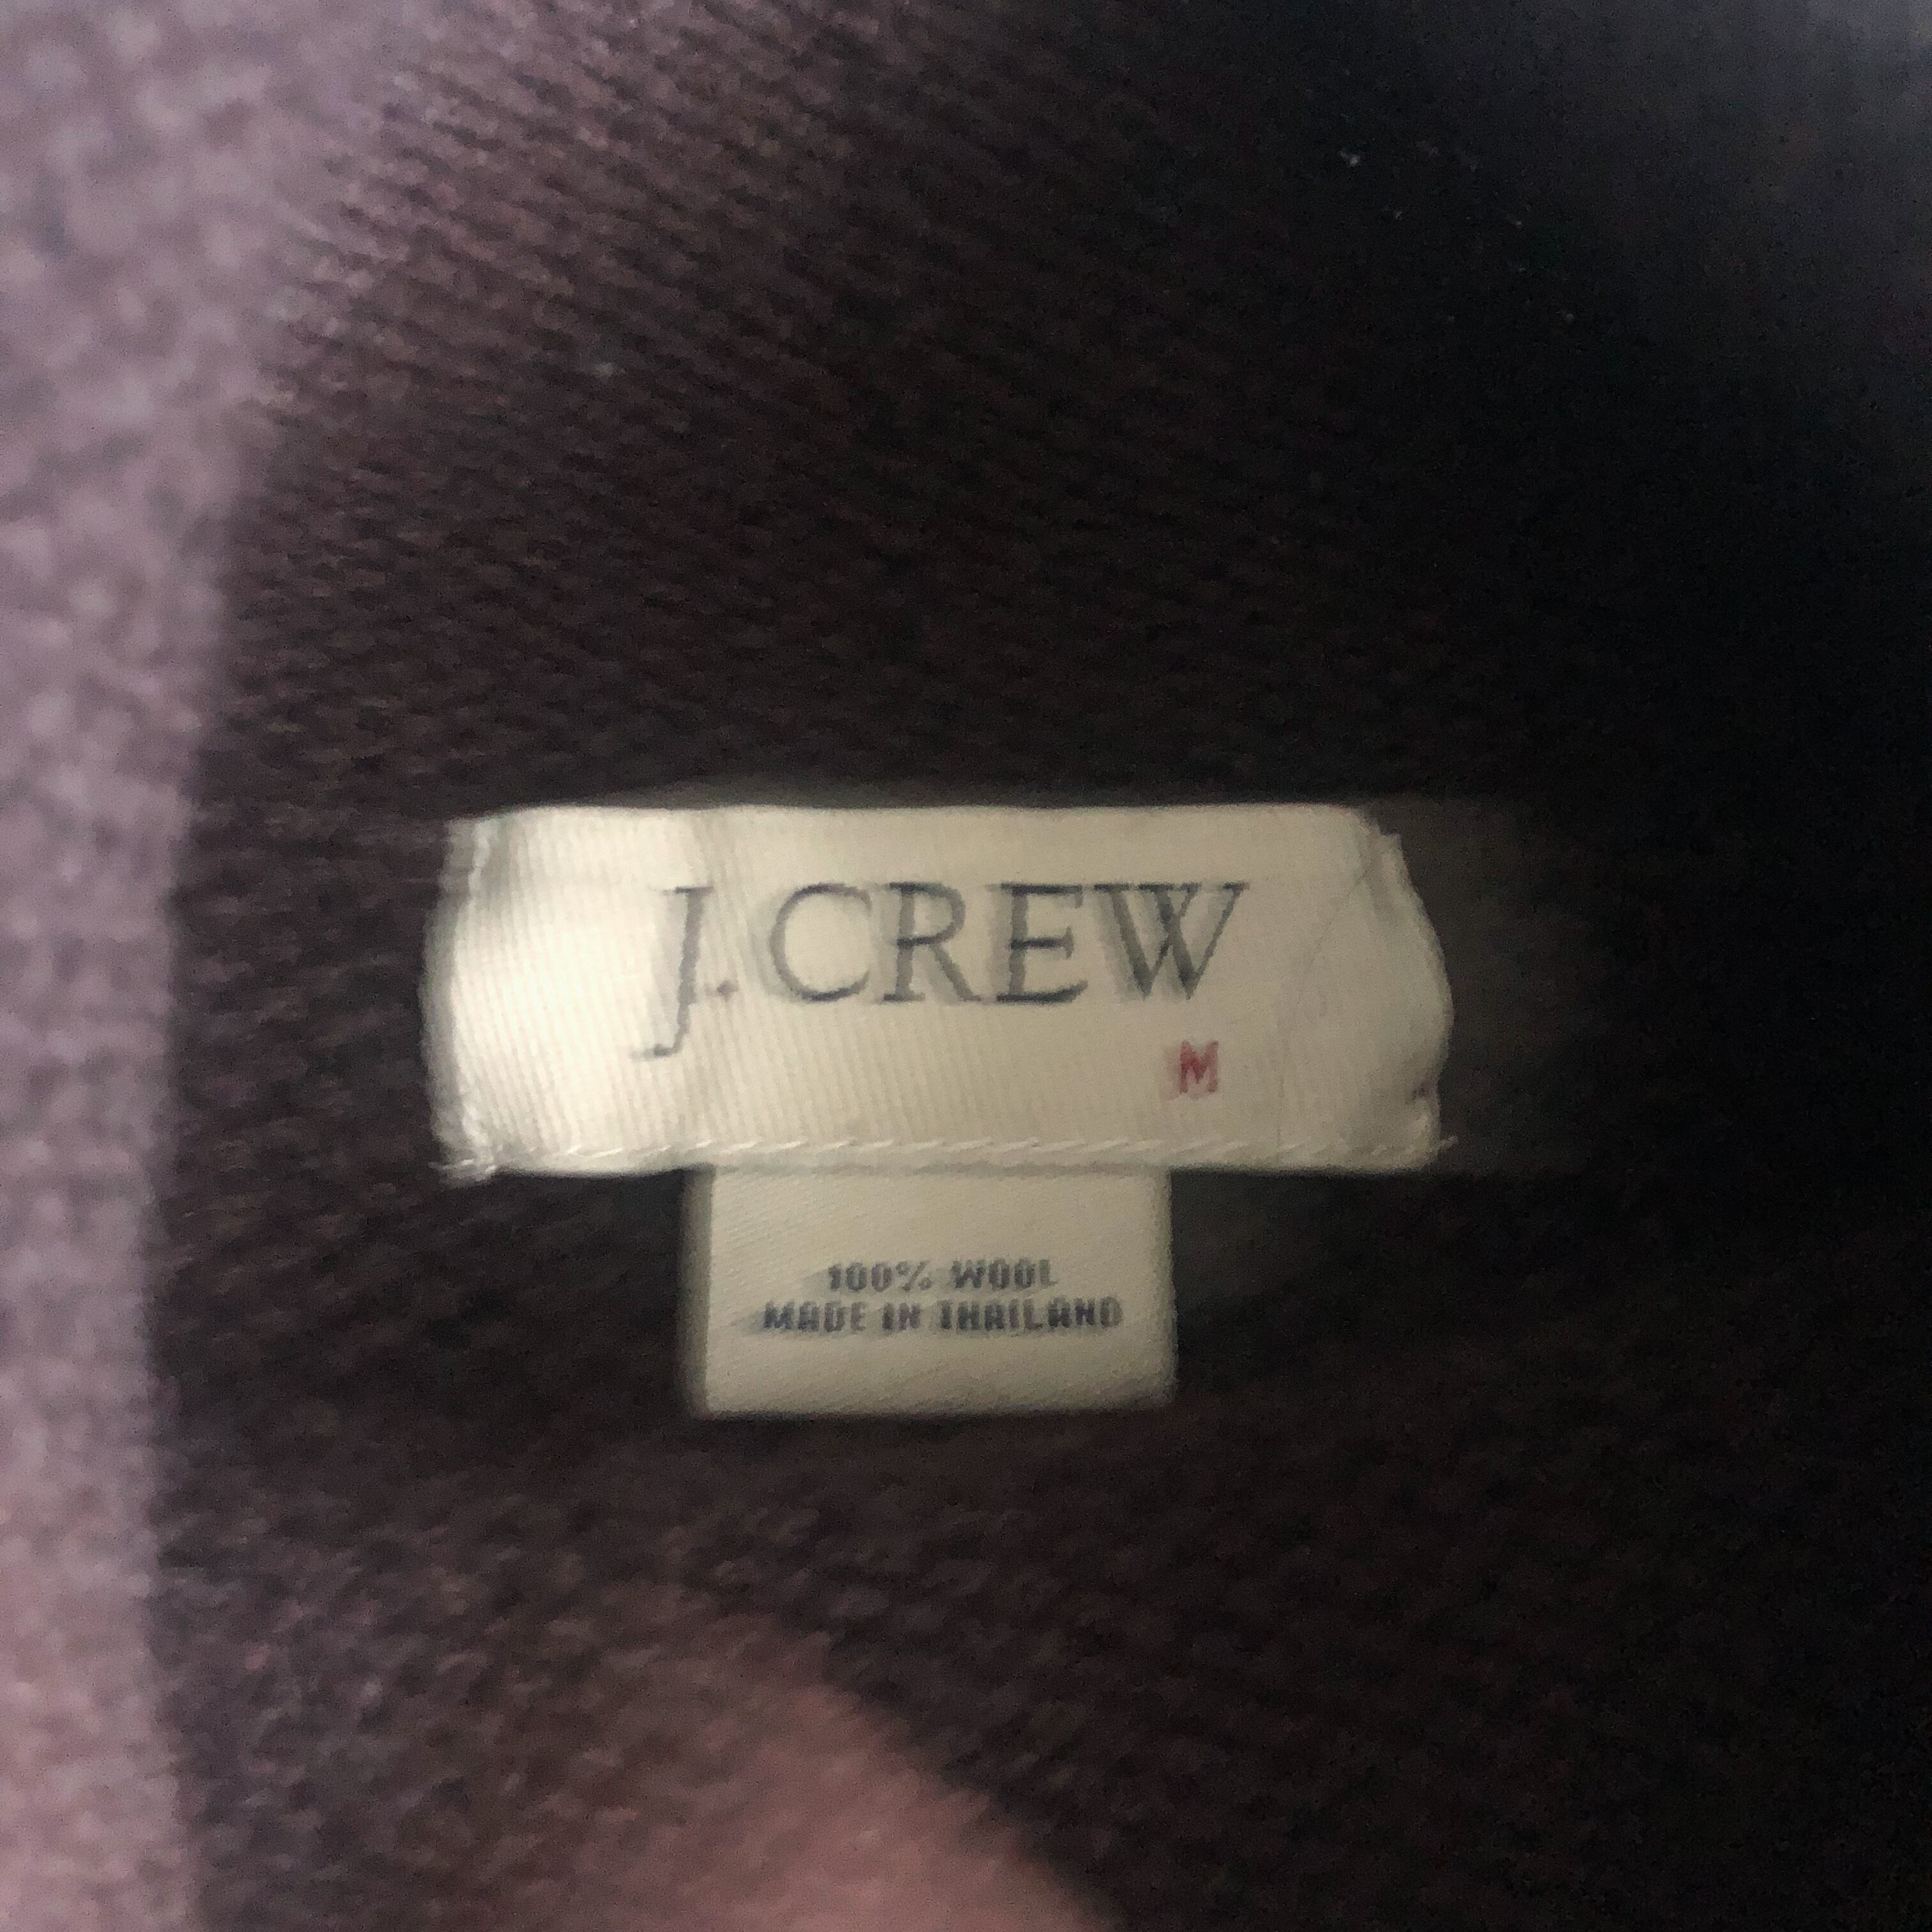 J.CREW
M
100% WOOL
MADE IN THAILAND